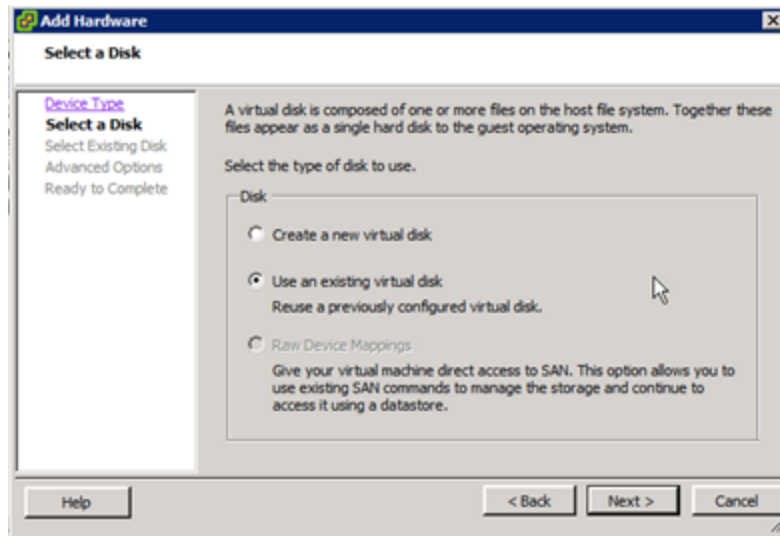 Add Hardware
Select a Disk
Device Type
Select a Disk
Select Existing Disk
Advanced Options
Ready to Complete
A virtual disk is composed of one or more files on the host file system. Together these
files appear as a single hard disk to the guest operating system.
Select the type of disk to use.
Disk
Create a new virtual disk
Use an existing virtual disk
Reuse a previously configured virtual disk.
Raw Device Mappings
Give your virtual machine direct access to SAN. This option allows you to
use existing SAN commands to manage the storage and continue to
access it using a datastore.
Help
< Back
Next >
Cancel